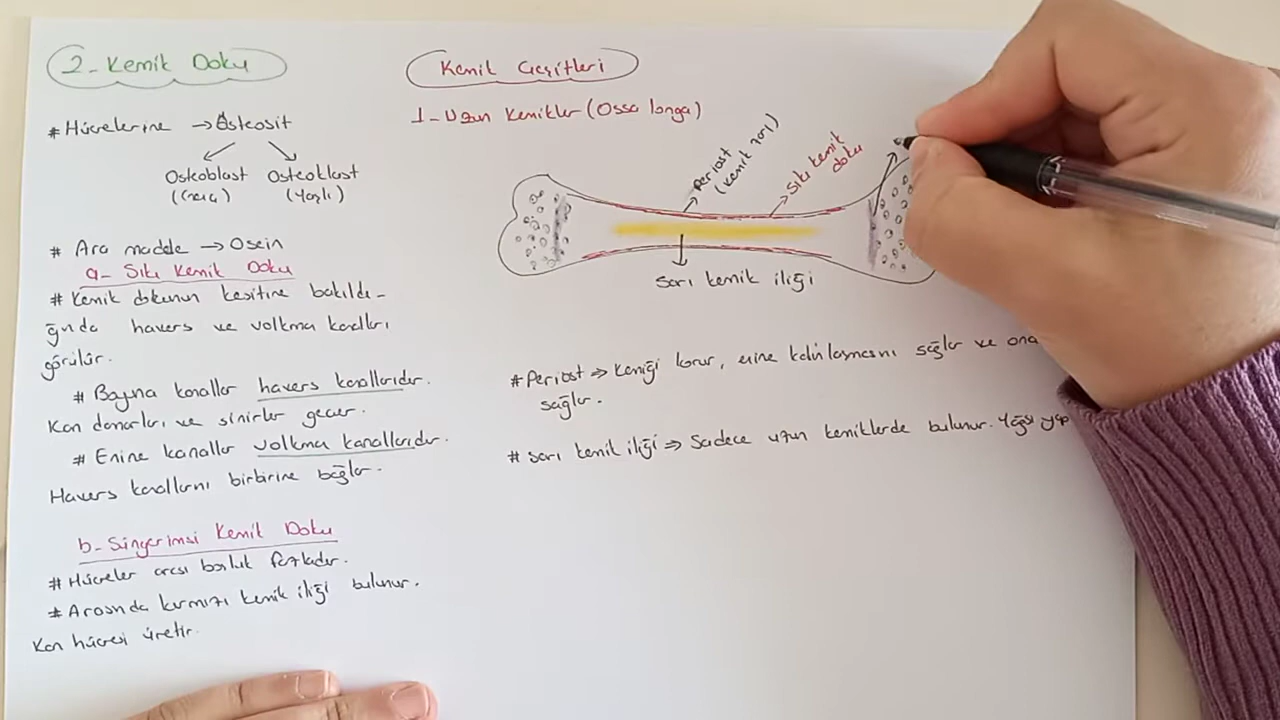 2- Kemik Doku
# Hücrelerine → Osteosit
Osteoblast Osteoklast
(Genç) (Yaşlı)
# Ara madde → Osein
a- Sıkı Kemik Doku
# Kemik dokunun kesitine bakıldı-
ğında havers ve volkman kanalları
görülür.
# Boyuna kanallar havers kanallarıdır.
Kan damarları ve sinirler geçer.
# Enine kanallar volkman kanallarıdır.
Havers kanallarını birbirine bağlar.
b- Süngerimsi Kemik Doku
# Hücreler arası boşluk fazladır.
# Arasında kırmızı kemik iliği bulunur.
Kan hücresi üretir.
Kemik Çeşitleri
1- Uzun Kemikler (Ossa longa)
Periost
(kemik zarı)
Sıkı kemik
doku
Sarı kemik iliği
# Periost ⇒ Kemiği korur, enine kalınlaşmasını sağlar ve ona
sağlar.
# Sarı kemik iliği ⇒ Sadece uzun kemiklerde bulunur. Yağsı yap